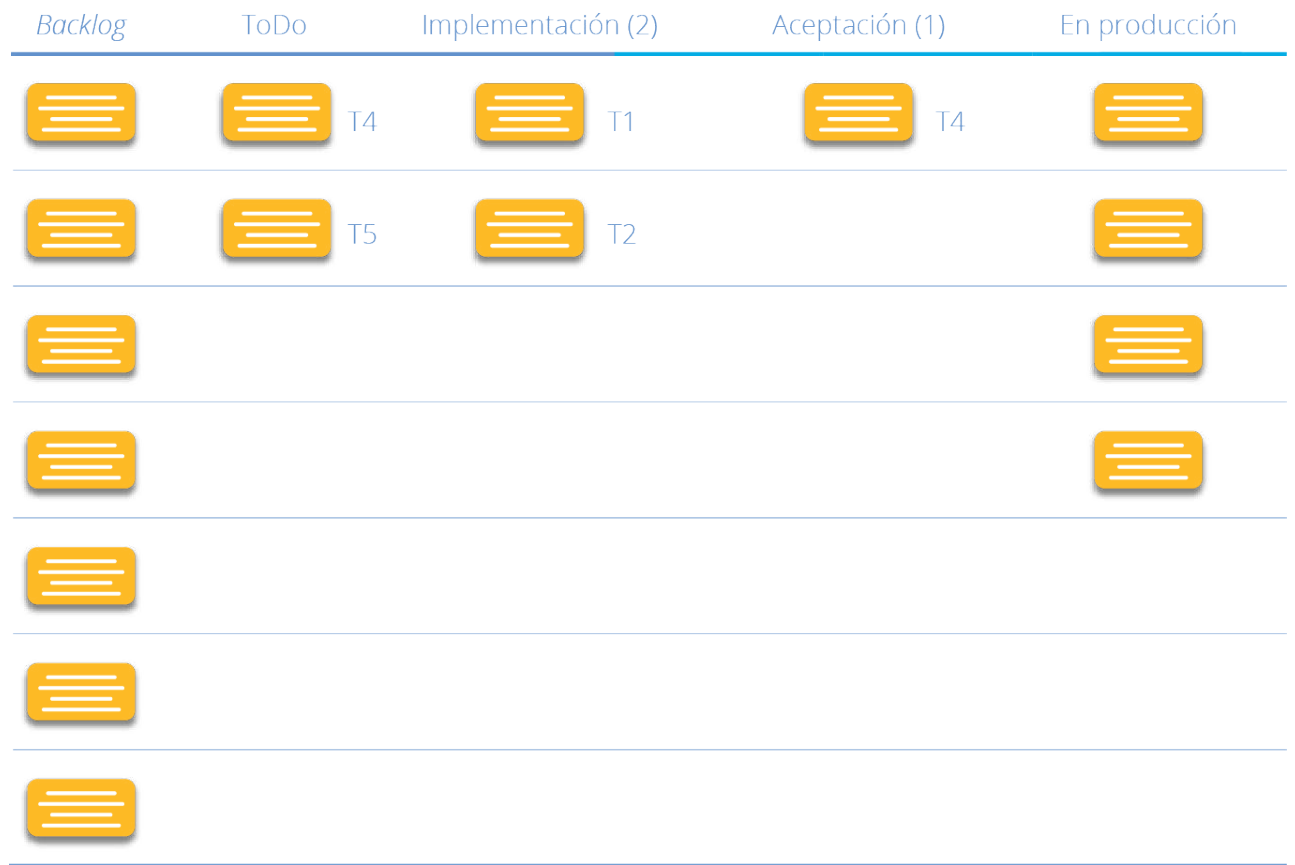 Backlog ToDo Implementación (2) Aceptación (1) En producción
T4 T1 T4
T5 T2